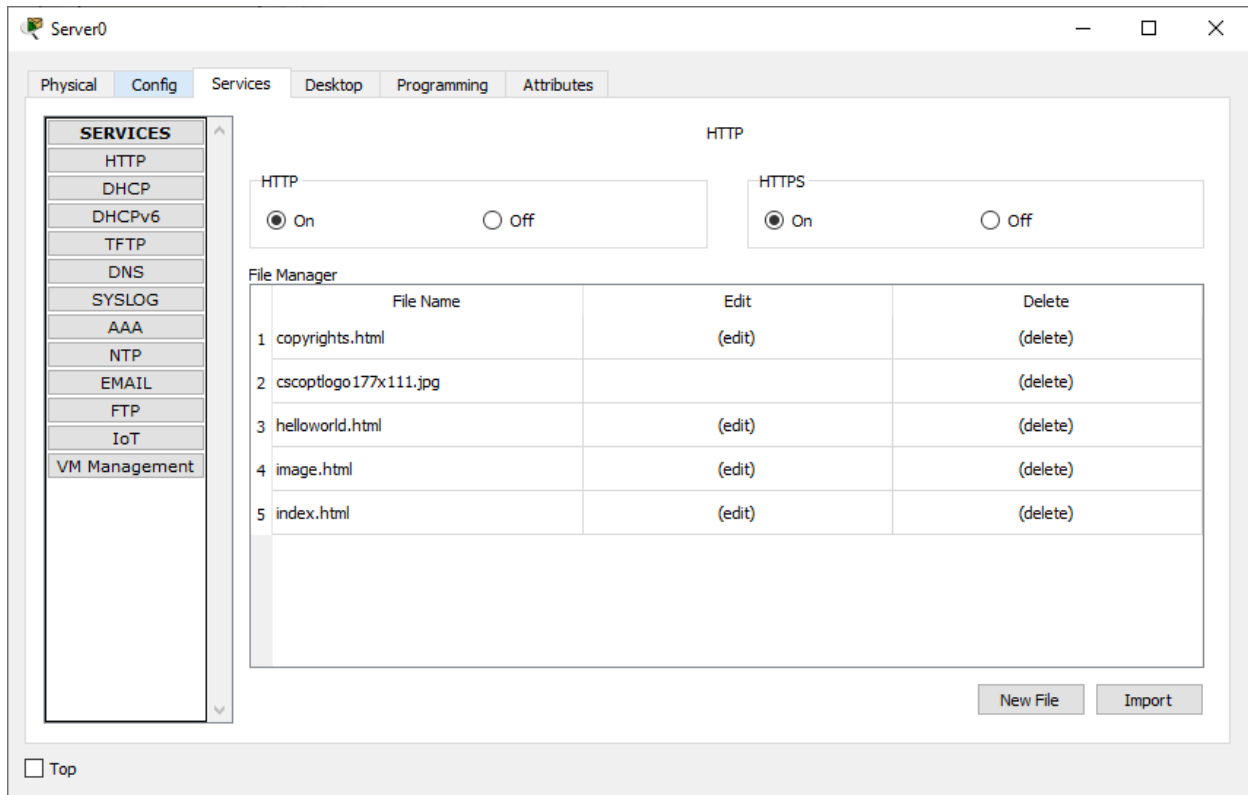 Server0
Physical Config Services Desktop Programming Attributes
SERVICES
HTTP
DHCP
DHCPv6
TFTP
DNS
SYSLOG
AAA
NTP
EMAIL
FTP
IoT
VM Management
HTTP
HTTP
On Off
HTTPS
On Off
File Manager
File Name Edit Delete
1 copyrights.html (edit) (delete)
2 cscoptlogo177x111.jpg (delete)
3 helloworld.html (edit) (delete)
4 image.html (edit) (delete)
5 index.html (edit) (delete)
New File Import
Top